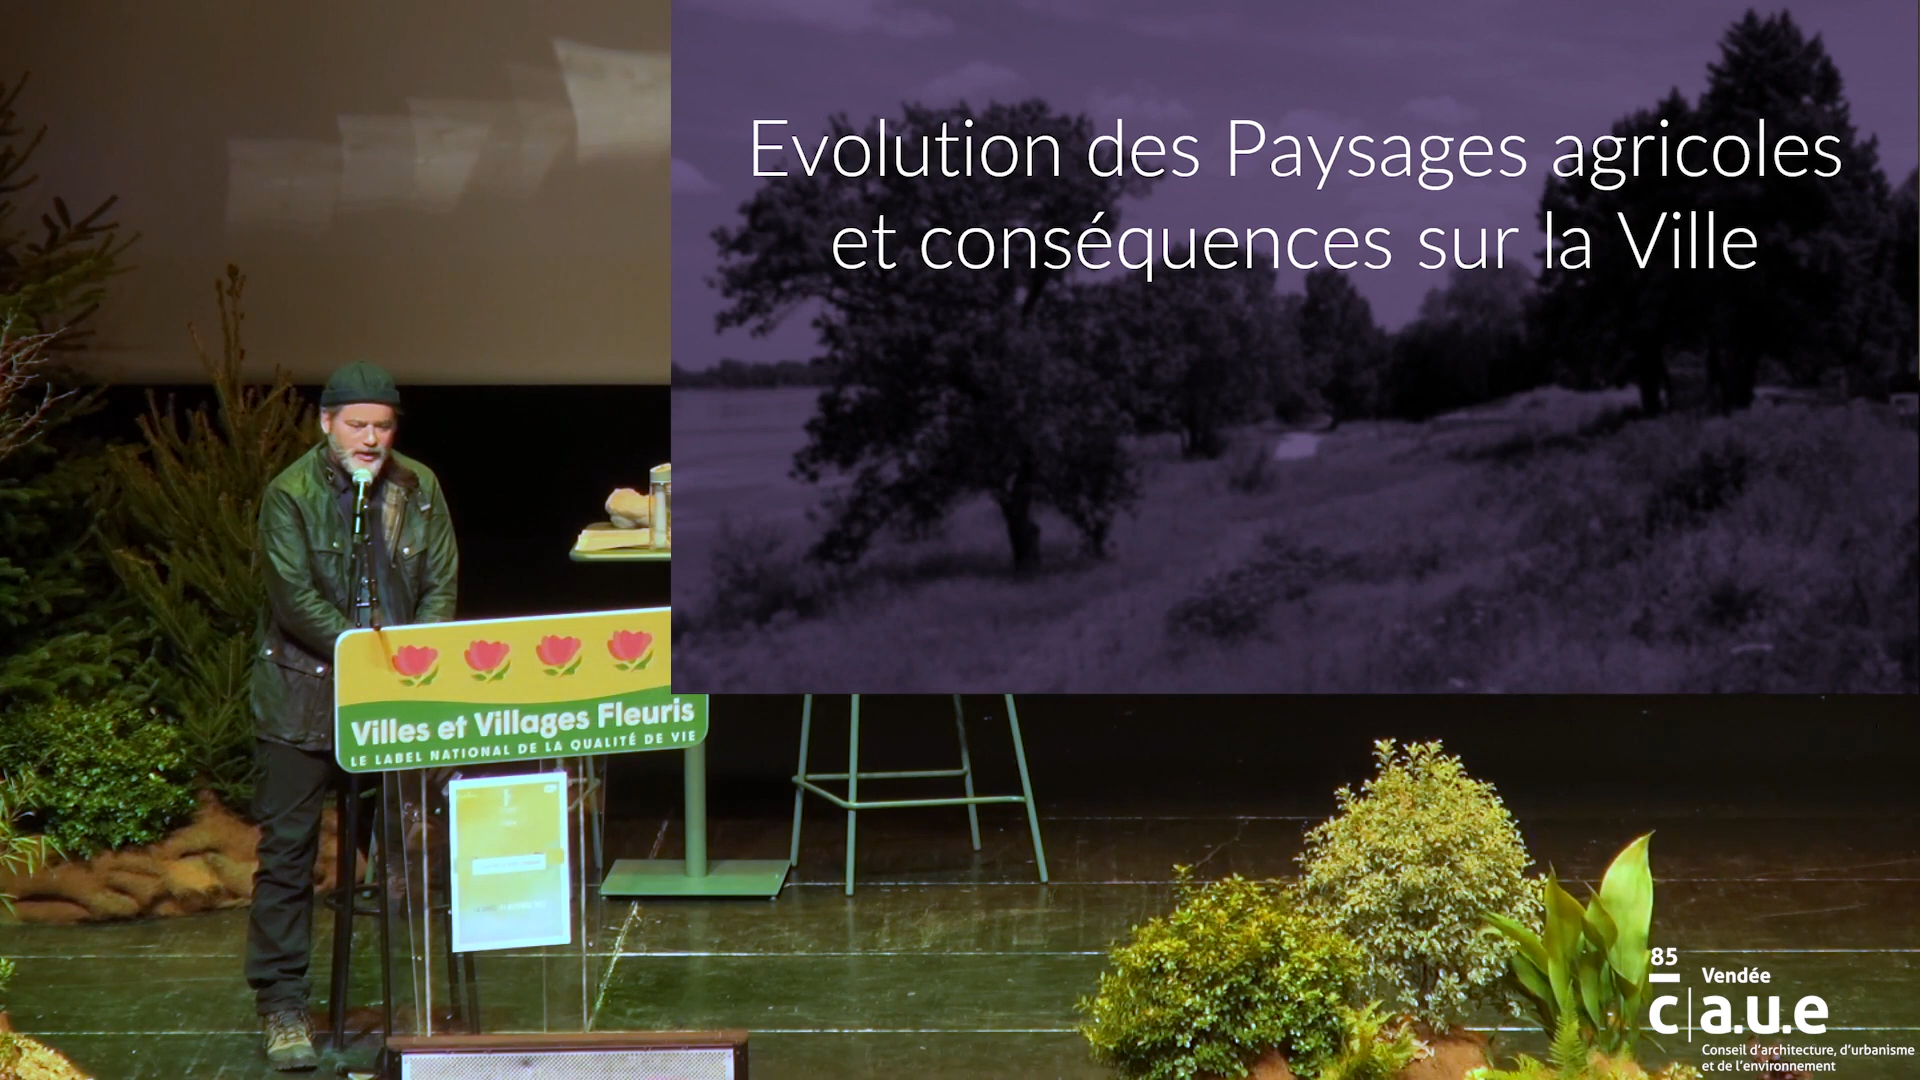 Evolution des Paysages agricoles
et conséquences sur la Ville
Villes et Villages Fleuris
LE LABEL NATIONAL DE LA QUALITÉ DE VIE
85
Vendée
c|a.u.e
Conseil d'architecture, d'urbanisme
et de l'environnement